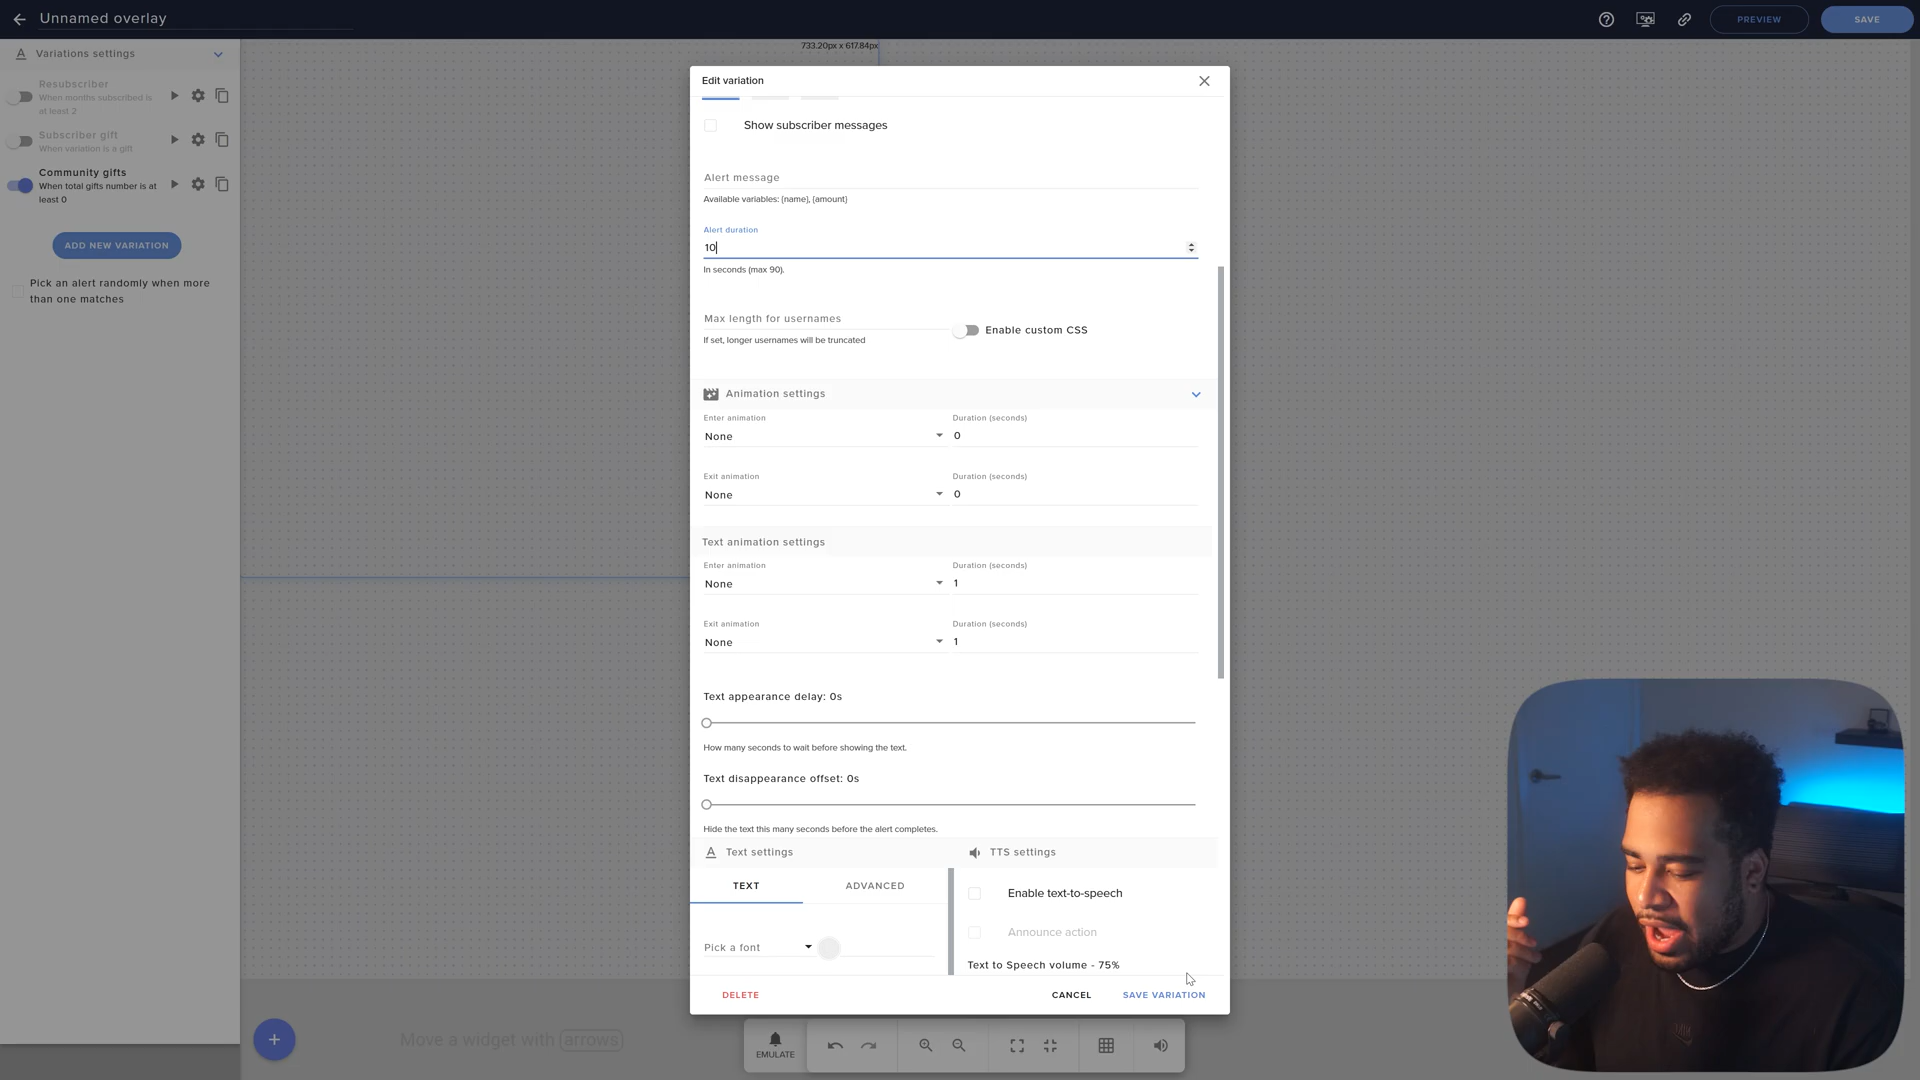 Unnamed overlay
PREVIEW
SAVE
Variations settings
733.20px x 617.84px
Resubscriber
When months subscribed is
at least 2
Subscriber gift
When variation is a gift
Community gifts
When total gifts number is at
least 0
ADD NEW VARIATION
Pick an alert randomly when more
than one matches
Edit variation
Show subscriber messages
Alert message
Available variables: {name}, {amount}
Alert duration
10
In seconds (max 90).
Max length for usernames
Enable custom CSS
If set, longer usernames will be truncated
Animation settings
Enter animation
Duration (seconds)
None
0
Exit animation
Duration (seconds)
None
0
Text animation settings
Enter animation
Duration (seconds)
None
1
Exit animation
Duration (seconds)
None
1
Text appearance delay: 0s
How many seconds to wait before showing the text.
Text disappearance offset: 0s
Hide the text this many seconds before the alert completes.
Text settings
TTS settings
TEXT
ADVANCED
Enable text-to-speech
Announce action
Pick a font
Text to Speech volume - 75%
DELETE
CANCEL
SAVE VARIATION
Move a widget with arrows
EMULATE